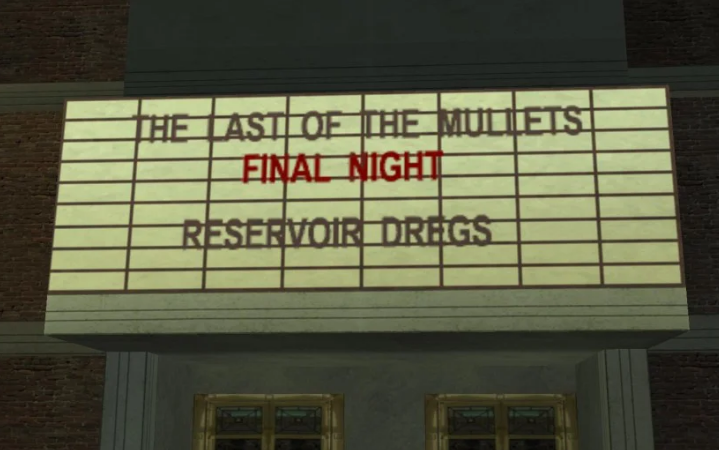 THE LAST OF THE MULLETS
FINAL NIGHT
RESERVOIR DREGS